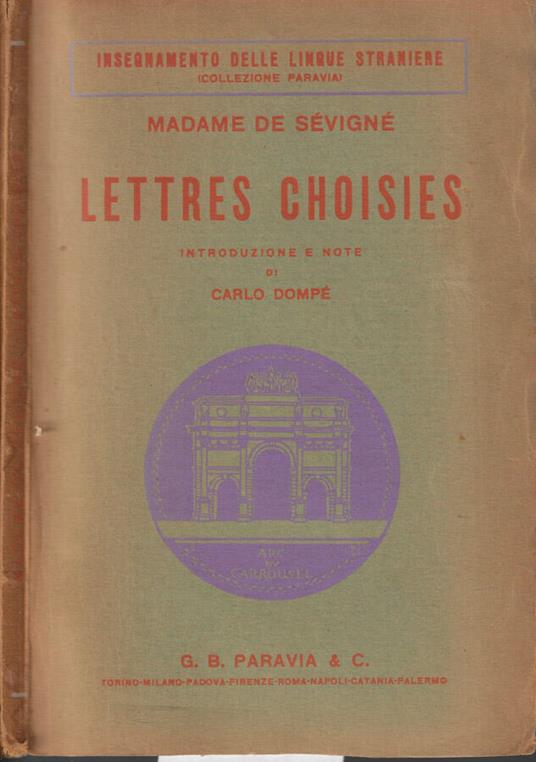 INSEGNAMENTO DELLE LINGUE STRANIERE
(COLLEZIONE PARAVIA)
MADAME DE SÉVIGNÉ
LETTRES CHOISIES
INTRODUZIONE E NOTE
DI
CARLO DOMPÉ
ARC
DU
CARROUSEL
G. B. PARAVIA & C.
TORINO-MILANO-PADOVA-FIRENZE-ROMA-NAPOLI-CATANIA-PALERMO